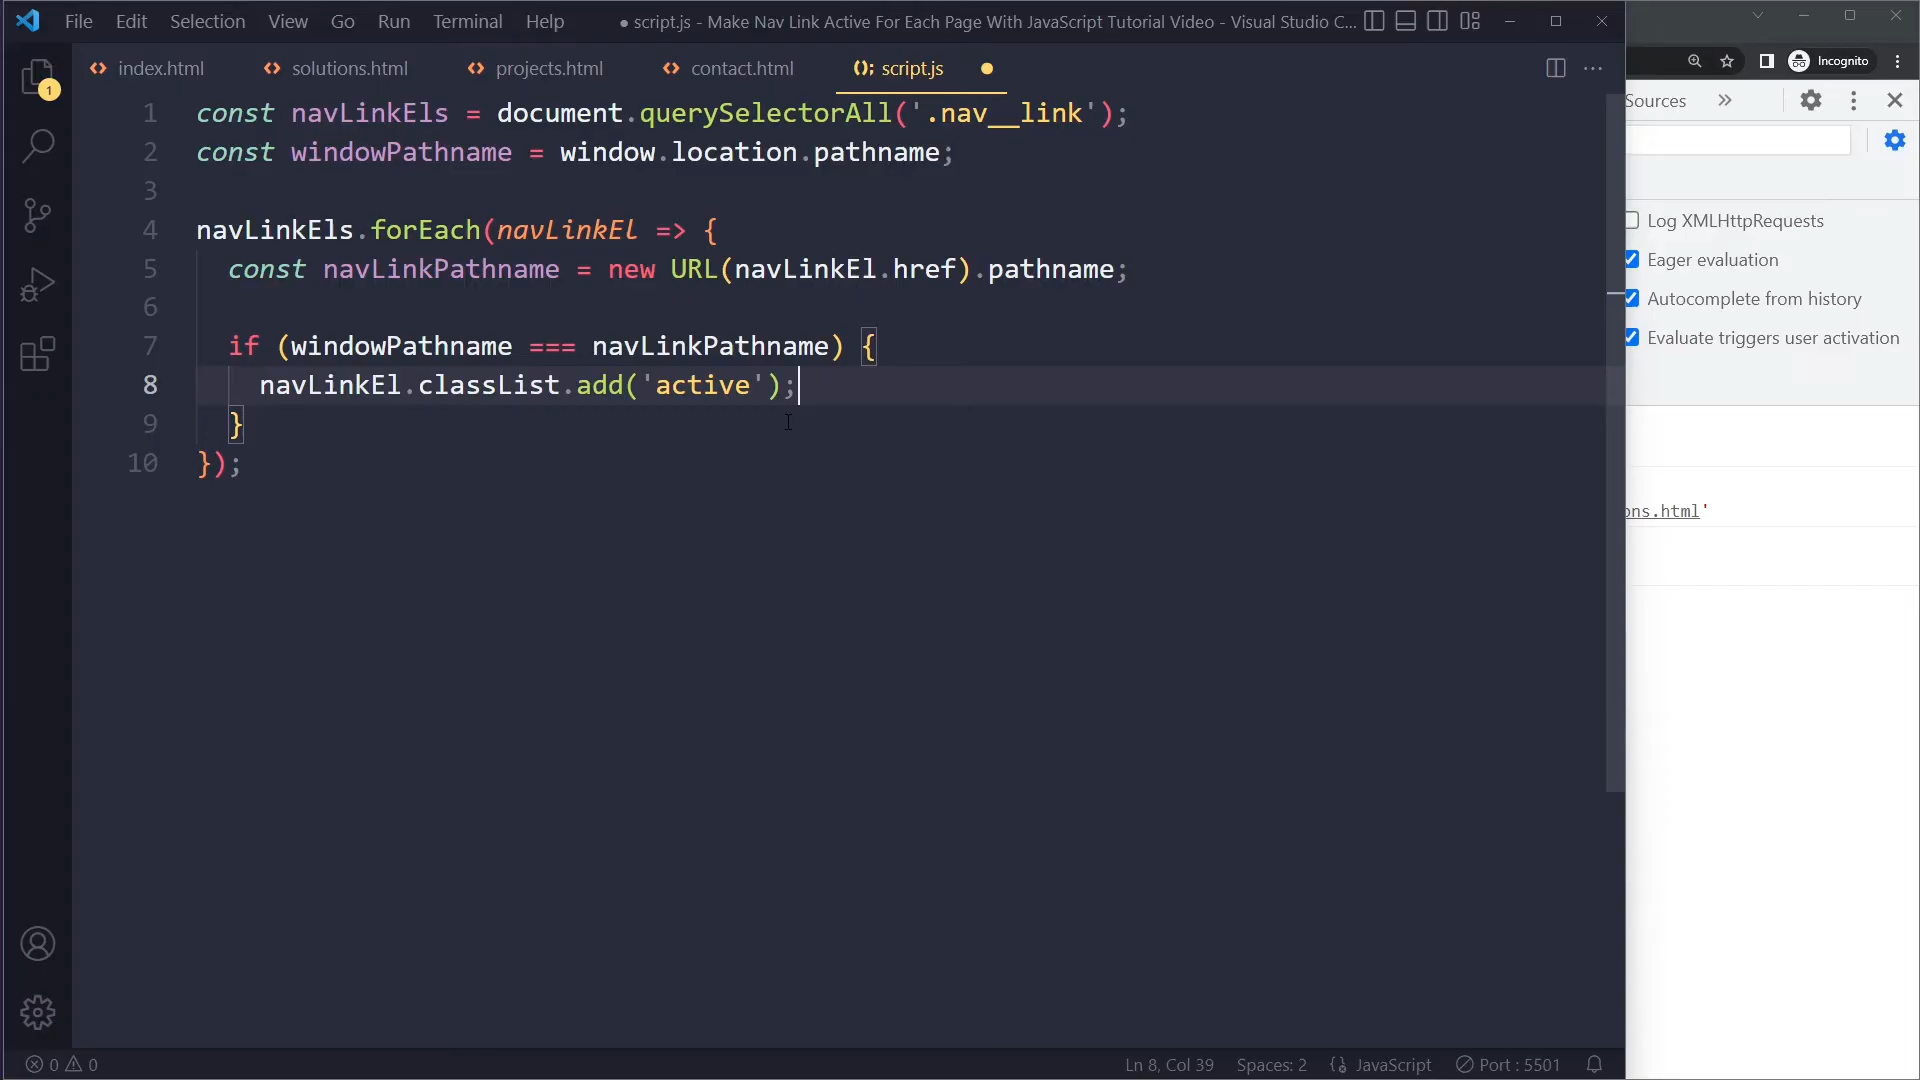 File Edit Selection View Go Run Terminal Help ● script.js - Make Nav Link Active For Each Page With JavaScript Tutorial Video - Visual Studio C...
Incognito
index.html solutions.html projects.html contact.html script.js
Sources
1 const navLinkEls = document.querySelectorAll('.nav__link');
2 const windowPathname = window.location.pathname;
3
4 navLinkEls.forEach(navLinkEl => {
5 const navLinkPathname = new URL(navLinkEl.href).pathname;
6
7 if (windowPathname === navLinkPathname) {
8 navLinkEl.classList.add('active');
9 }
10 });
1
Log XMLHttpRequests
Eager evaluation
Autocomplete from history
Evaluate triggers user activation
ons.html'
0 0
Ln 8, Col 39 Spaces: 2 JavaScript Port : 5501